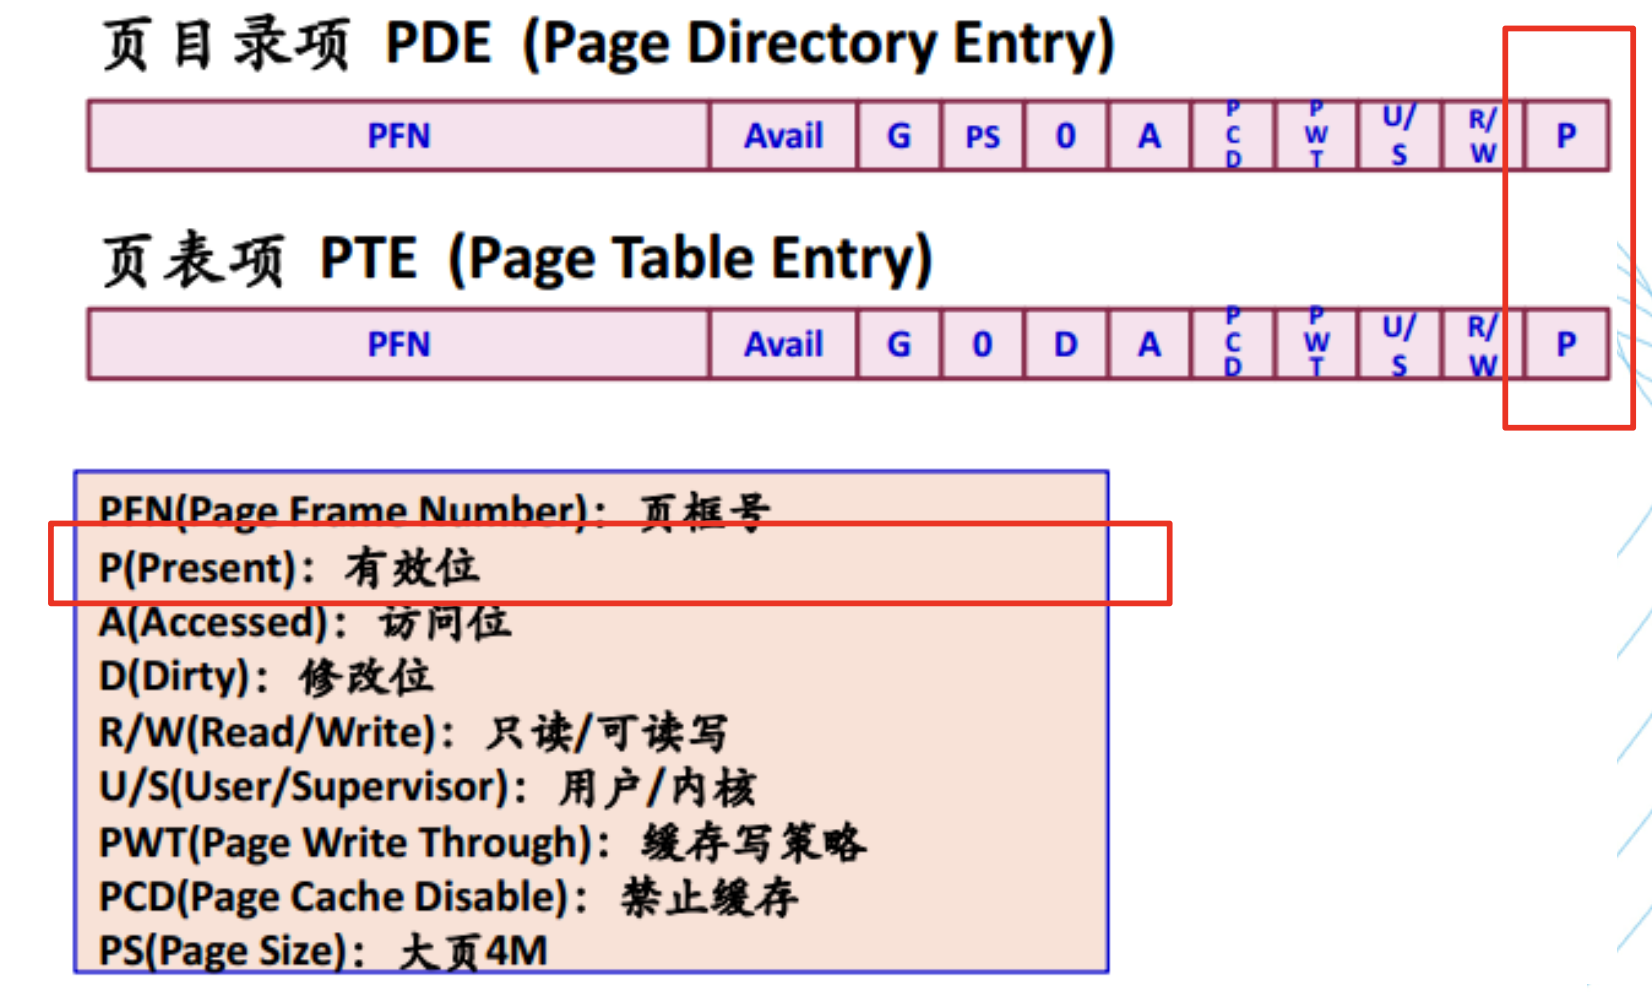 页目录项 PDE (Page Directory Entry)
PFN Avail G PS 0 A PCD PWT U/S R/W P
页表项 PTE (Page Table Entry)
PFN Avail G 0 D A PCD PWT U/S R/W P
PFN(Page Frame Number)：页框号
P(Present)：有效位
A(Accessed)：访问位
D(Dirty)：修改位
R/W(Read/Write)：只读/可读写
U/S(User/Supervisor)：用户/内核
PWT(Page Write Through)：缓存写策略
PCD(Page Cache Disable)：禁止缓存
PS(Page Size)：大页4M